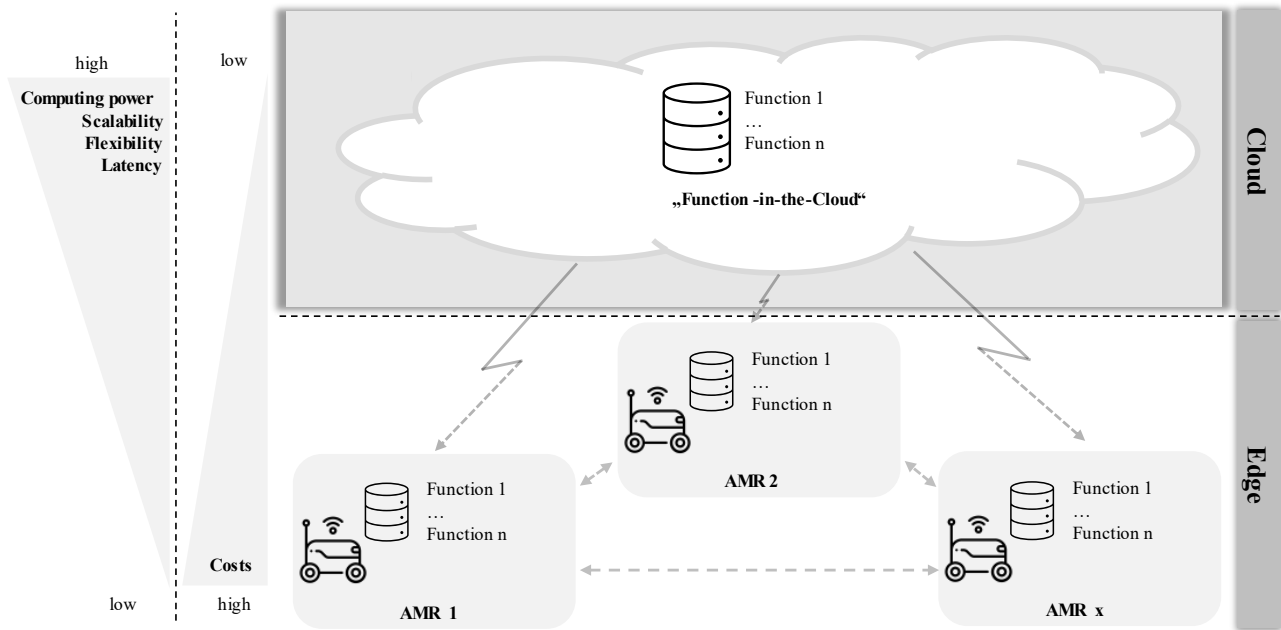 high
low
Computing power
Scalability
Flexibility
Latency
Costs
low
high
Function 1
...
Function n
„Function -in-the-Cloud“
Cloud
Function 1
...
Function n
AMR 2
Function 1
...
Function n
AMR 1
Function 1
...
Function n
AMR x
Edge